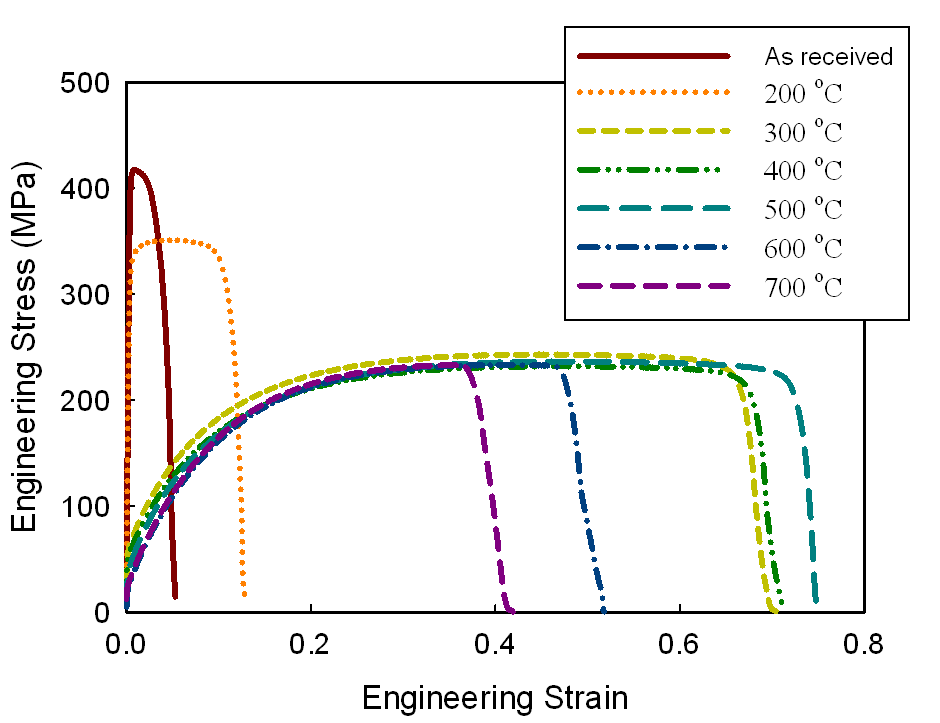 As received
200 °C
300 °C
400 °C
500 °C
600 °C
700 °C
500
400
300
200
100
0
Engineering Stress (MPa)
0.0 0.2 0.4 0.6 0.8
Engineering Strain